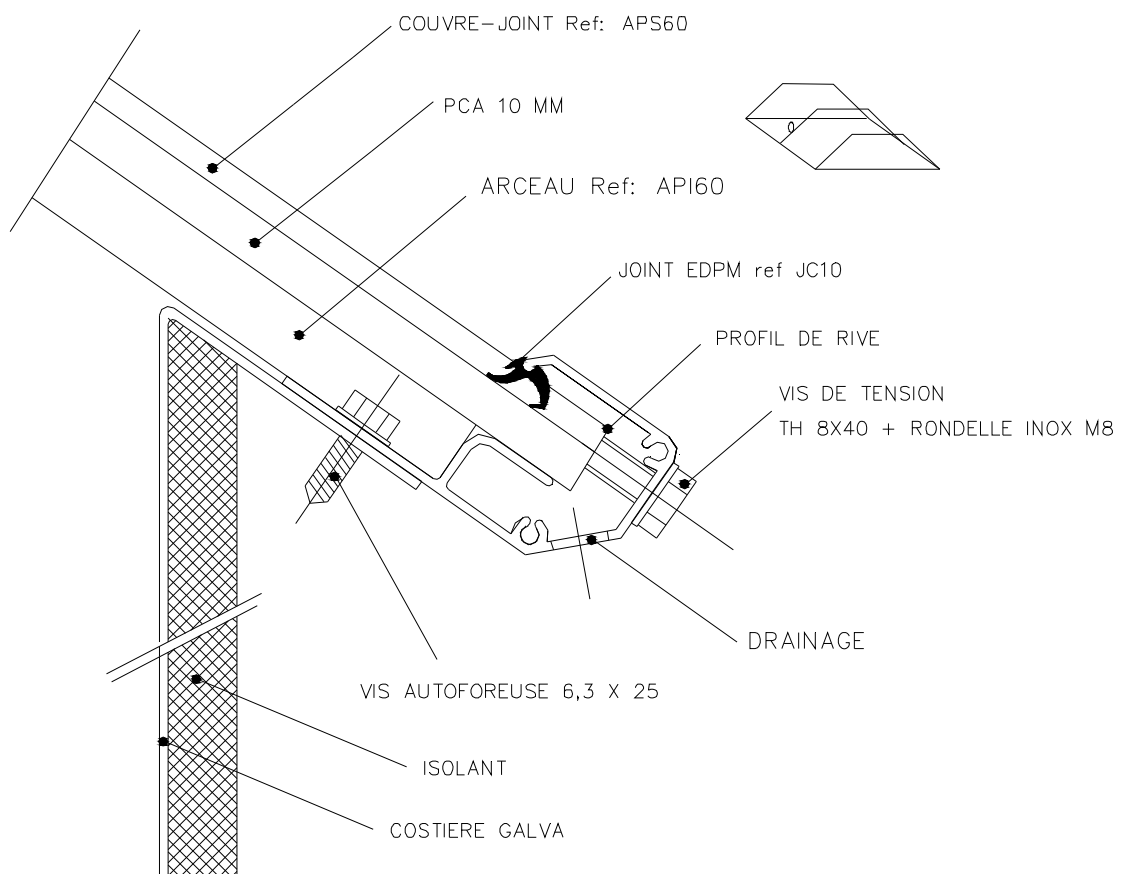 COUVRE-JOINT Ref: APS60
PCA 10 MM
ARCEAU Ref: API60
JOINT EDPM ref JC10
PROFIL DE RIVE
VIS DE TENSION
TH 8X40 + RONDELLE INOX M8
DRAINAGE
VIS AUTOFOREUSE 6,3 X 25
ISOLANT
COSTIERE GALVA